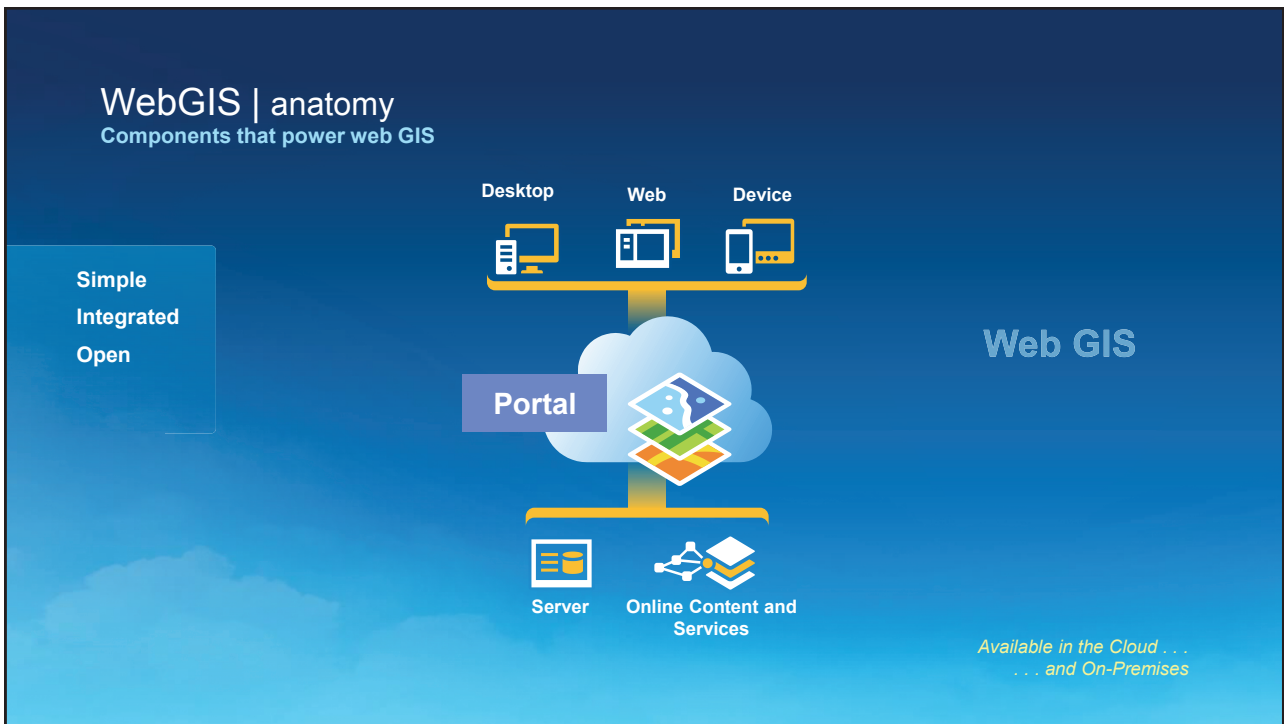 WebGIS | anatomy
Components that power web GIS
Desktop
Web
Device
Simple
Integrated
Open
Web GIS
Portal
Server
Online Content and
Services
Available in the Cloud . . .
. . . and On-Premises